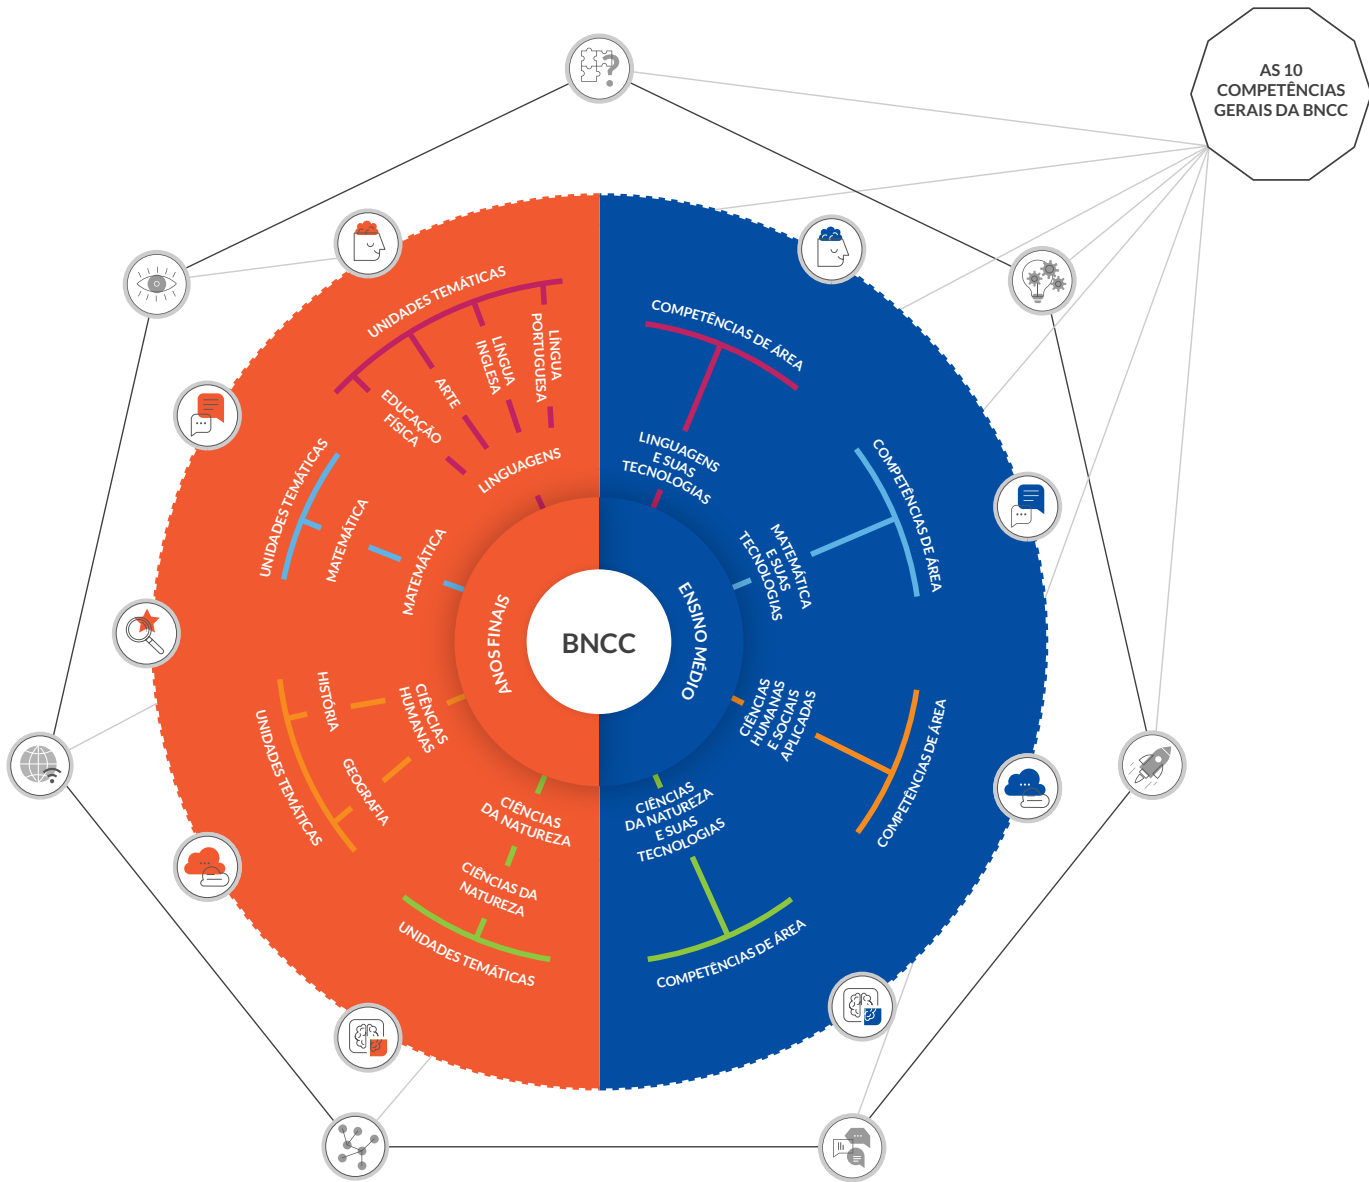 AS 10
COMPETÊNCIAS
GERAIS DA BNCC
BNCC
ANOS FINAIS
ENSINO MÉDIO
UNIDADES TEMÁTICAS
LÍNGUA
PORTUGUESA
LÍNGUA
INGLESA
ARTE
EDUCAÇÃO
FÍSICA
LINGUAGENS
UNIDADES TEMÁTICAS
MATEMÁTICA
MATEMÁTICA
UNIDADES TEMÁTICAS
HISTÓRIA
GEOGRAFIA
CIÊNCIAS
HUMANAS
CIÊNCIAS
DA NATUREZA
CIÊNCIAS DA
NATUREZA
UNIDADES TEMÁTICAS
COMPETÊNCIAS DE ÁREA
LINGUAGENS
E SUAS
TECNOLOGIAS
COMPETÊNCIAS DE ÁREA
MATEMÁTICA
E SUAS
TECNOLOGIAS
COMPETÊNCIAS DE ÁREA
CIÊNCIAS
HUMANAS
E SOCIAIS
APLICADAS
CIÊNCIAS
DA NATUREZA
E SUAS
TECNOLOGIAS
COMPETÊNCIAS DE ÁREA